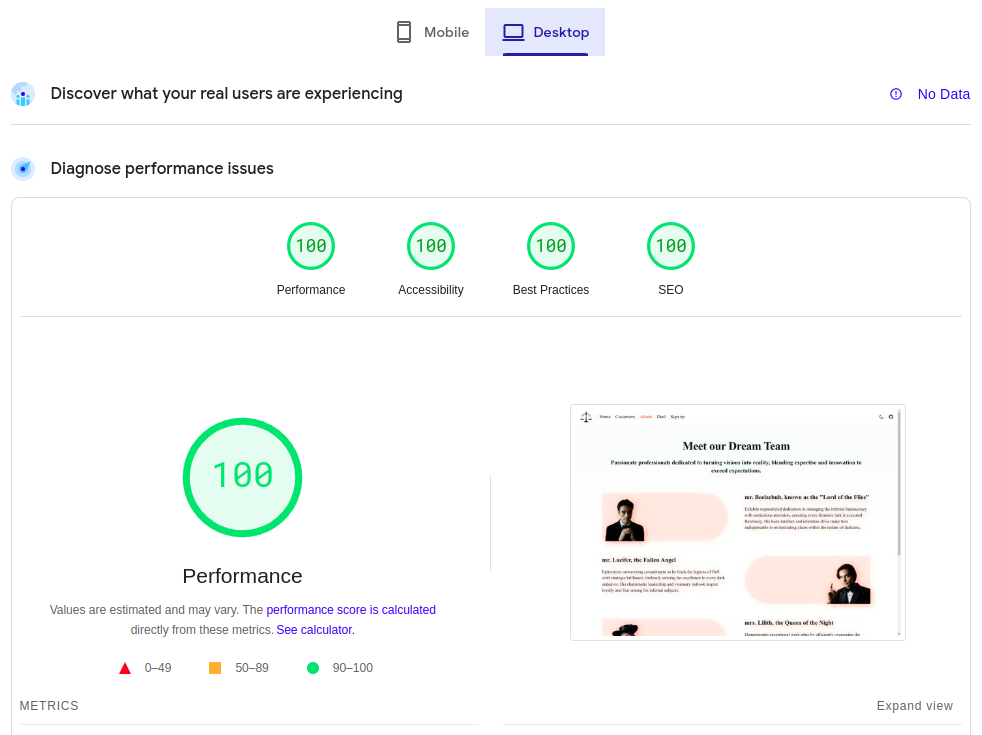 Mobile
Desktop
Discover what your real users are experiencing
No Data
Diagnose performance issues
100
100
100
100
Performance
Accessibility
Best Practices
SEO
100
Performance
Values are estimated and may vary. The performance score is calculated
directly from these metrics. See calculator.
0–49
50–89
90–100
Home
Customers
About
Sign up
Meet our Dream Team
Passionate professionals dedicated to turning visions into reality, blending expertise and innovation to
exceed expectations.
mr. Beelzebub, known as the "Lord of the Flies"
mr. Lucifer, the Fallen Angel
mrs. Lilith, the Queen of the Night
METRICS
Expand view